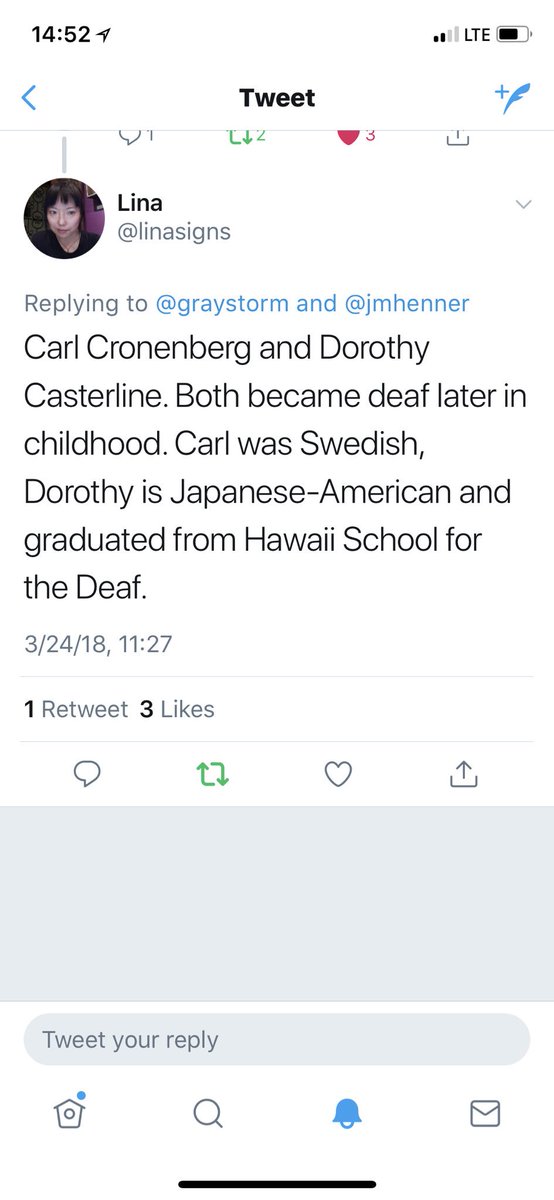 14:52
LTE
Tweet
1
2
3
Lina
@linasigns
Replying to @graystorm and @jmhenner
Carl Cronenberg and Dorothy
Casterline. Both became deaf later in
childhood. Carl was Swedish,
Dorothy is Japanese-American and
graduated from Hawaii School for
the Deaf.
3/24/18, 11:27
1 Retweet 3 Likes
Tweet your reply